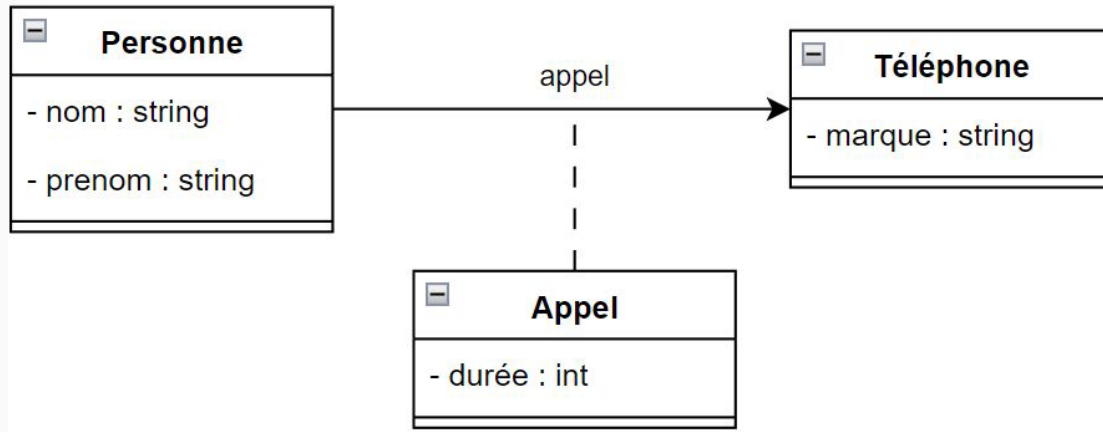 Personne
- nom : string
- prenom : string
appel
Téléphone
- marque : string
Appel
- durée : int